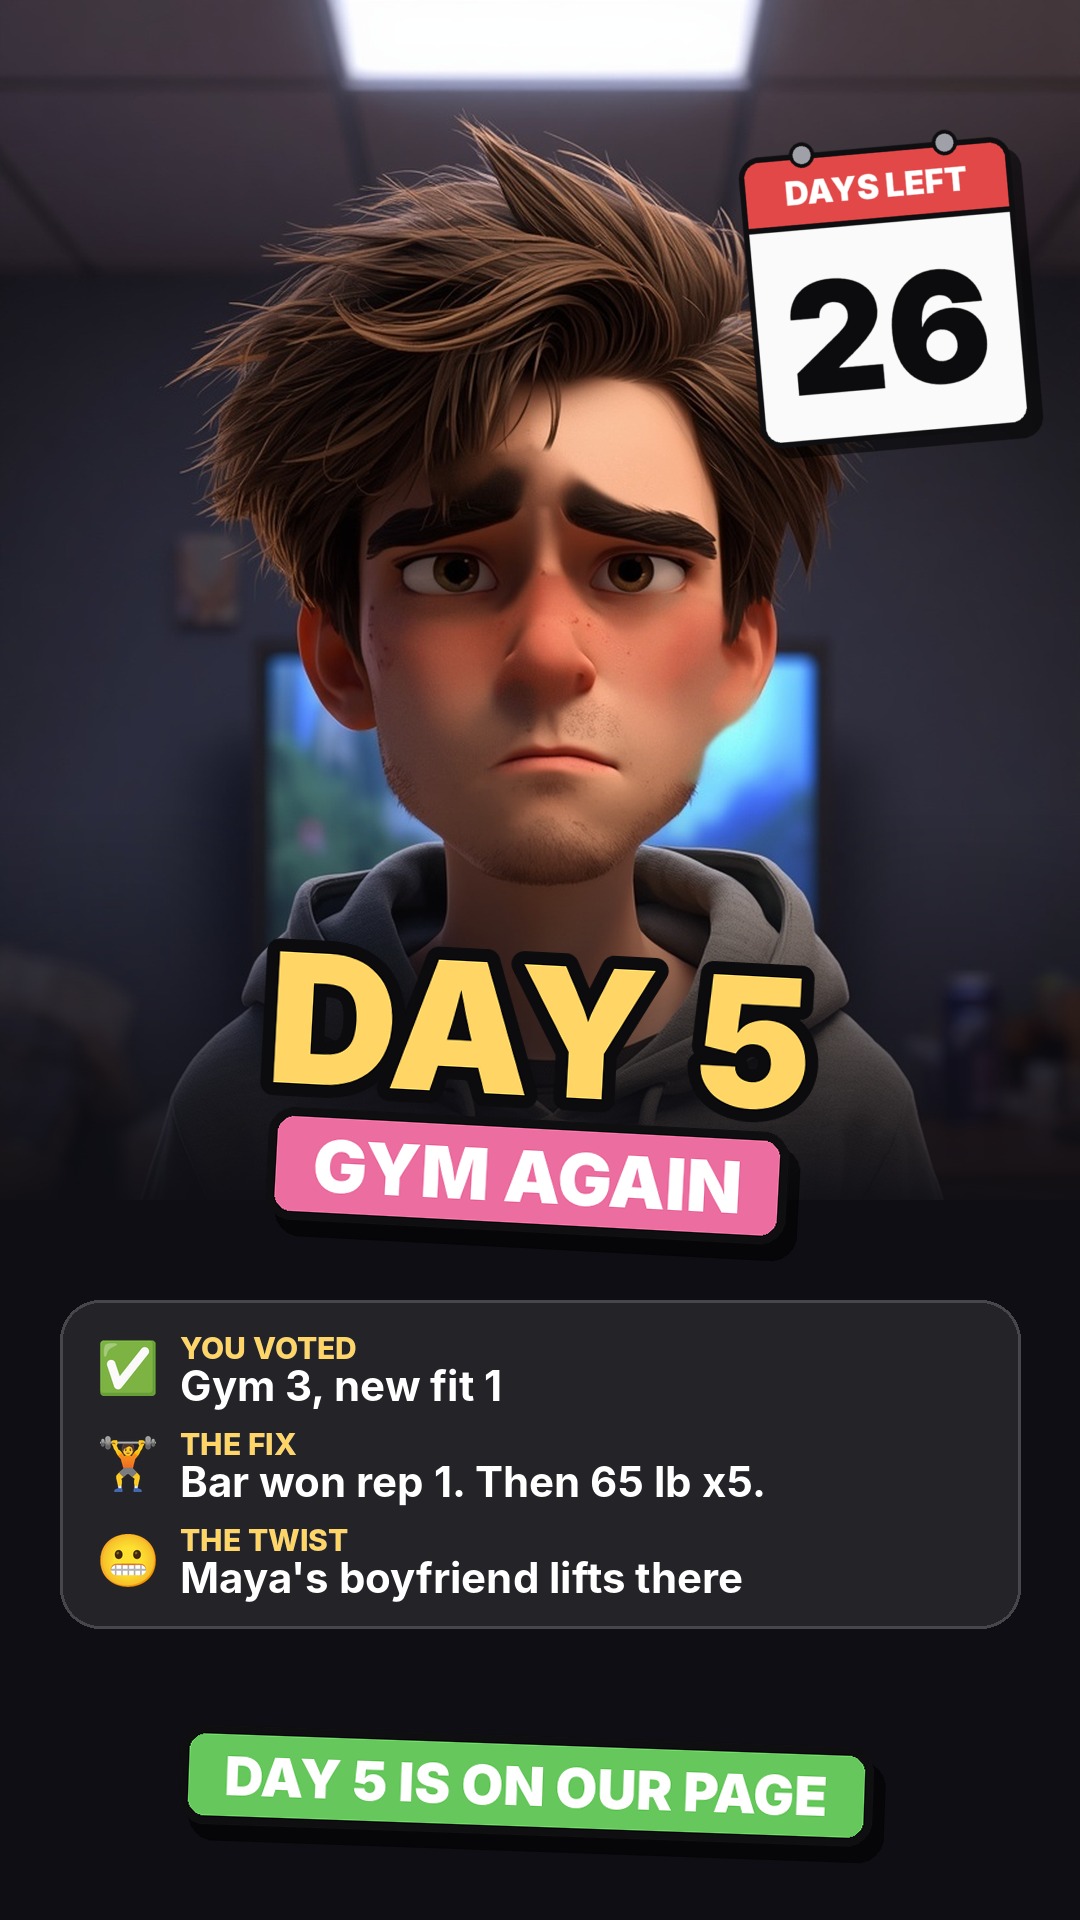 DAYS LEFT
26
DAY 5
GYM AGAIN
YOU VOTED
Gym 3, new fit 1
THE FIX
Bar won rep 1. Then 65 lb x5.
THE TWIST
Maya's boyfriend lifts there
DAY 5 IS ON OUR PAGE